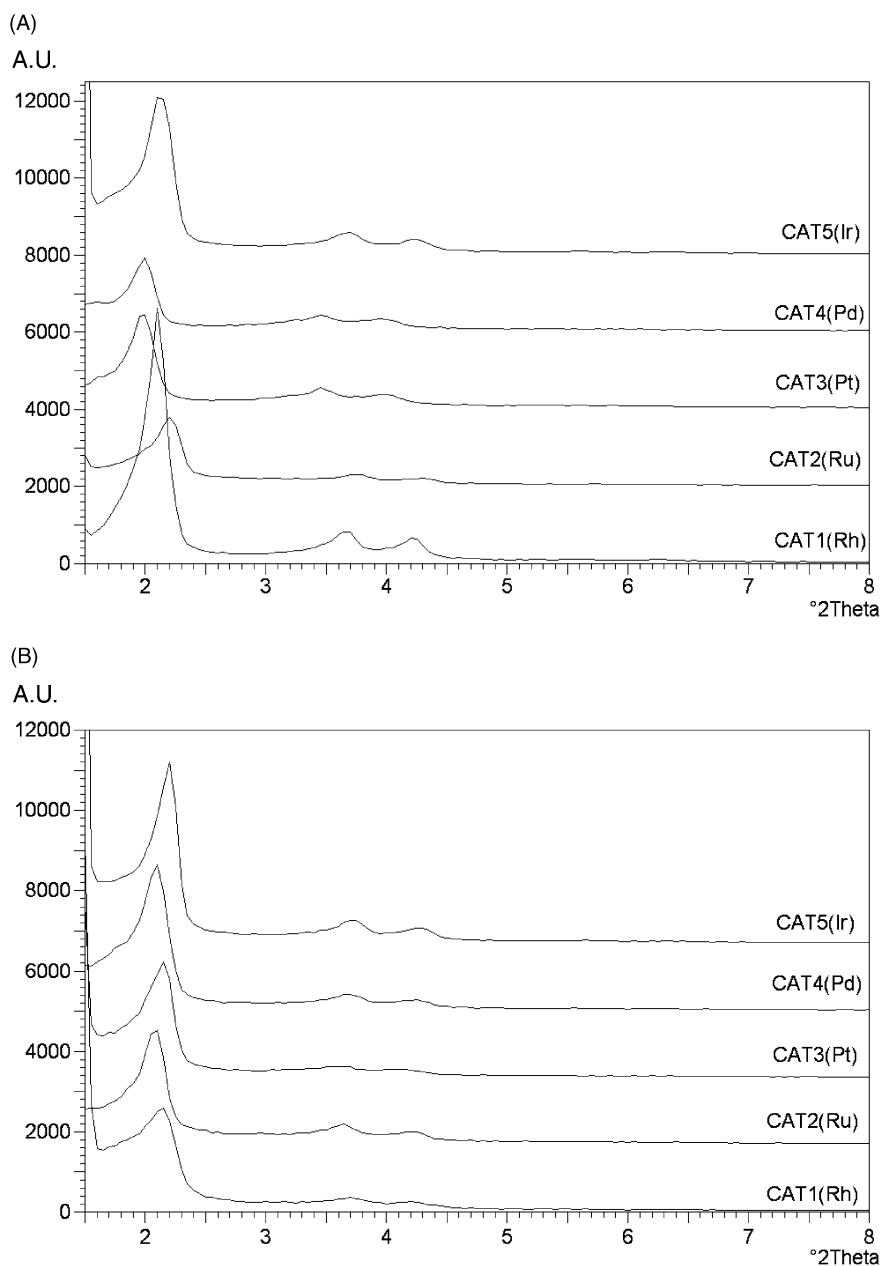 (A)
A.U.
12000
10000
8000
6000
4000
2000
0
CAT5(Ir)
CAT4(Pd)
CAT3(Pt)
CAT2(Ru)
CAT1(Rh)
2 3 4 5 6 7 8
°2Theta
(B)
A.U.
12000
10000
8000
6000
4000
2000
0
CAT5(Ir)
CAT4(Pd)
CAT3(Pt)
CAT2(Ru)
CAT1(Rh)
2 3 4 5 6 7 8
°2Theta